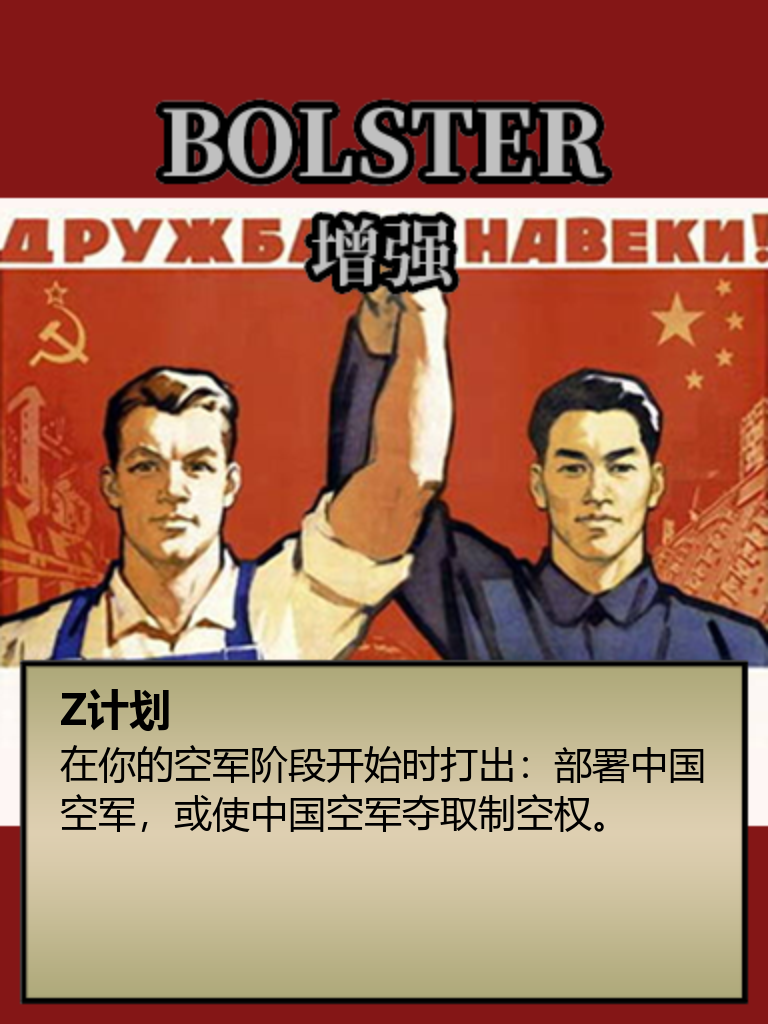 BOLSTER
ДРУЖБА НАВЕКИ!
增强
Z计划
在你的空军阶段开始时打出：部署中国
空军，或使中国空军夺取制空权。